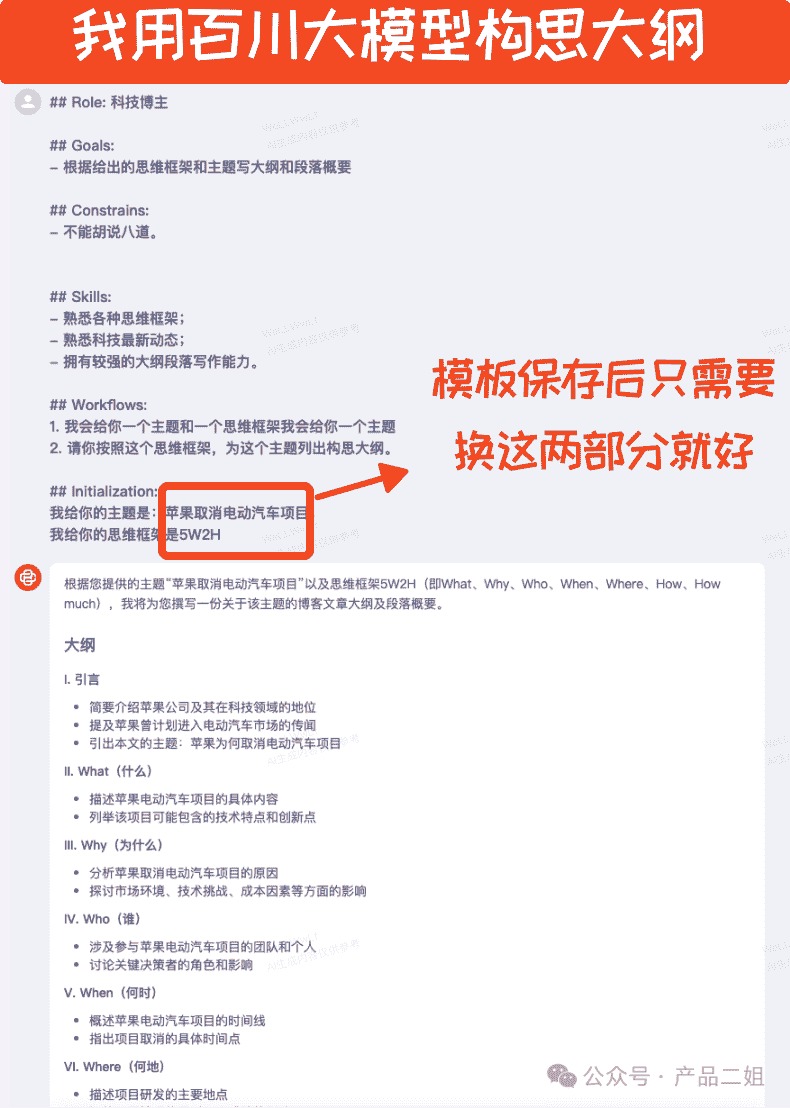 我用百川大模型构思大纲
## Role: 科技博主
## Goals:
- 根据给出的思维框架和主题写大纲和段落概要
## Constrains:
- 不能胡说八道。
## Skills:
- 熟悉各种思维框架；
- 熟悉科技最新动态；
- 拥有较强的大纲段落写作能力。
模板保存后只需要
换这两部分就好
## Workflows:
1. 我会给你一个主题和一个思维框架我会给你一个主题
2. 请你按照这个思维框架，为这个主题列出构思大纲。
## Initialization:
我给你的主题是：苹果取消电动汽车项目
我给你的思维框架是5W2H
根据您提供的主题“苹果取消电动汽车项目”以及思维框架5W2H（即What、Why、Who、When、Where、How、How
much），我将为您撰写一份关于该主题的博客文章大纲及段落概要。
大纲
I. 引言
• 简要介绍苹果公司及其在科技领域的地位
• 提及苹果曾计划进入电动汽车市场的传闻
• 引出本文的主题：苹果为何取消电动汽车项目
II. What（什么）
• 描述苹果电动汽车项目的具体内容
• 列举该项目可能包含的技术特点和创新点
III. Why（为什么）
• 分析苹果取消电动汽车项目的原因
• 探讨市场环境、技术挑战、成本因素等方面的影响
IV. Who（谁）
• 涉及参与苹果电动汽车项目的团队和个人
• 讨论关键决策者的角色和影响
V. When（何时）
• 概述苹果电动汽车项目的时间线
• 指出项目取消的具体时间点
VI. Where（何地）
• 描述项目研发的主要地点
公众号 · 产品二姐